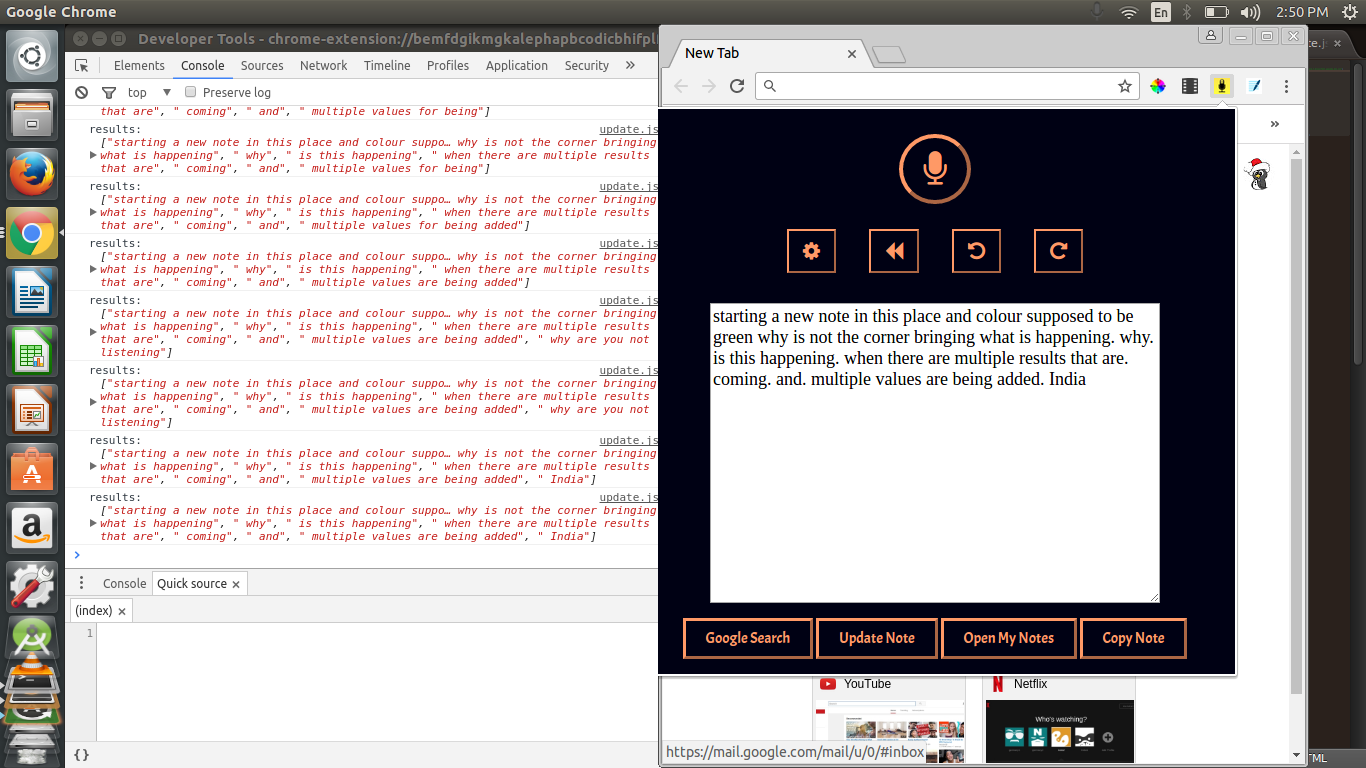 Google Chrome
En
2:50 PM
Developer Tools - chrome-extension://bemfdgikmgkalephapbcodfcbhifplb
Elements Console Sources Network Timeline Profiles Application Security »
top Preserve log
that are", " coming", " and", " multiple values for being"]
results: update.js
["starting a new note in this place and colour suppo… why is not the corner bringing
what is happening", " why", " is this happening", " when there are multiple results
that are", " coming", " and", " multiple values for being"]
results: update.js
["starting a new note in this place and colour suppo… why is not the corner bringing
what is happening", " why", " is this happening", " when there are multiple results
that are", " coming", " and", " multiple values for being added"]
results: update.js
["starting a new note in this place and colour suppo… why is not the corner bringing
what is happening", " why", " is this happening", " when there are multiple results
that are", " coming", " and", " multiple values are being added"]
results: update.js
["starting a new note in this place and colour suppo… why is not the corner bringing
what is happening", " why", " is this happening", " when there are multiple results
that are", " coming", " and", " multiple values are being added", " why are you not
listening"]
results: update.js
["starting a new note in this place and colour suppo… why is not the corner bringing
what is happening", " why", " is this happening", " when there are multiple results
that are", " coming", " and", " multiple values are being added", " why are you not
listening"]
results: update.js
["starting a new note in this place and colour suppo… why is not the corner bringing
what is happening", " why", " is this happening", " when there are multiple results
that are", " coming", " and", " multiple values are being added", " India"]
results: update.js
["starting a new note in this place and colour suppo… why is not the corner bringing
what is happening", " why", " is this happening", " when there are multiple results
that are", " coming", " and", " multiple values are being added", " India"]
>
Console Quick source ×
(index) ×
1
{}
New Tab
»
starting a new note in this place and colour supposed to be
green why is not the corner bringing what is happening. why.
is this happening. when there are multiple results that are.
coming. and. multiple values are being added. India
Google Search Update Note Open My Notes Copy Note
YouTube Netflix
Who's watching?
https://mail.google.com/mail/u/0/#inbox